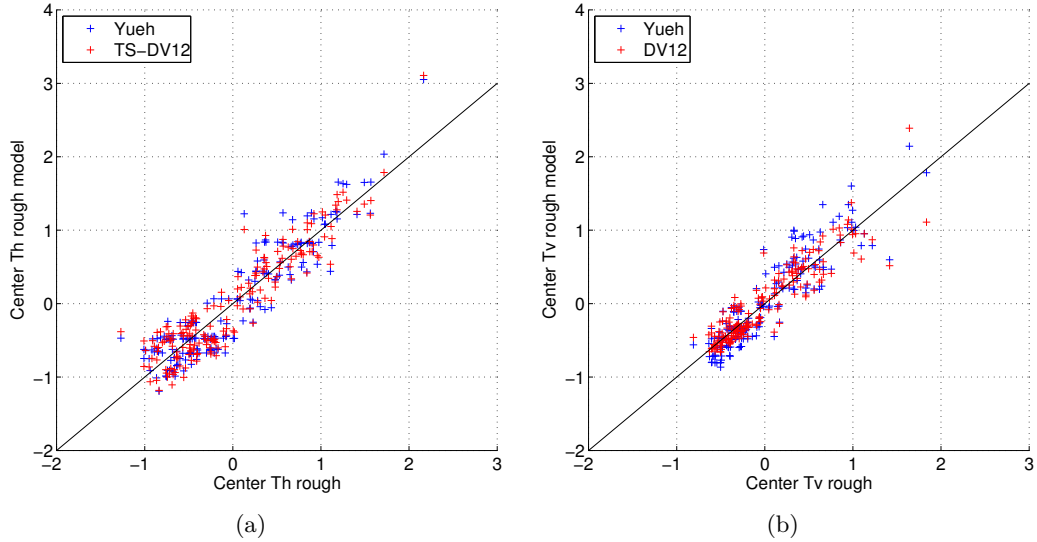 4
3
2
1
0
−1
−2
−2
−1
0
1
2
3
Center Th rough
Center Th rough model
Yueh
TS−DV12
(a)
4
3
2
1
0
−1
−2
−2
−1
0
1
2
3
Center Tv rough
Center Tv rough model
Yueh
DV12
(b)